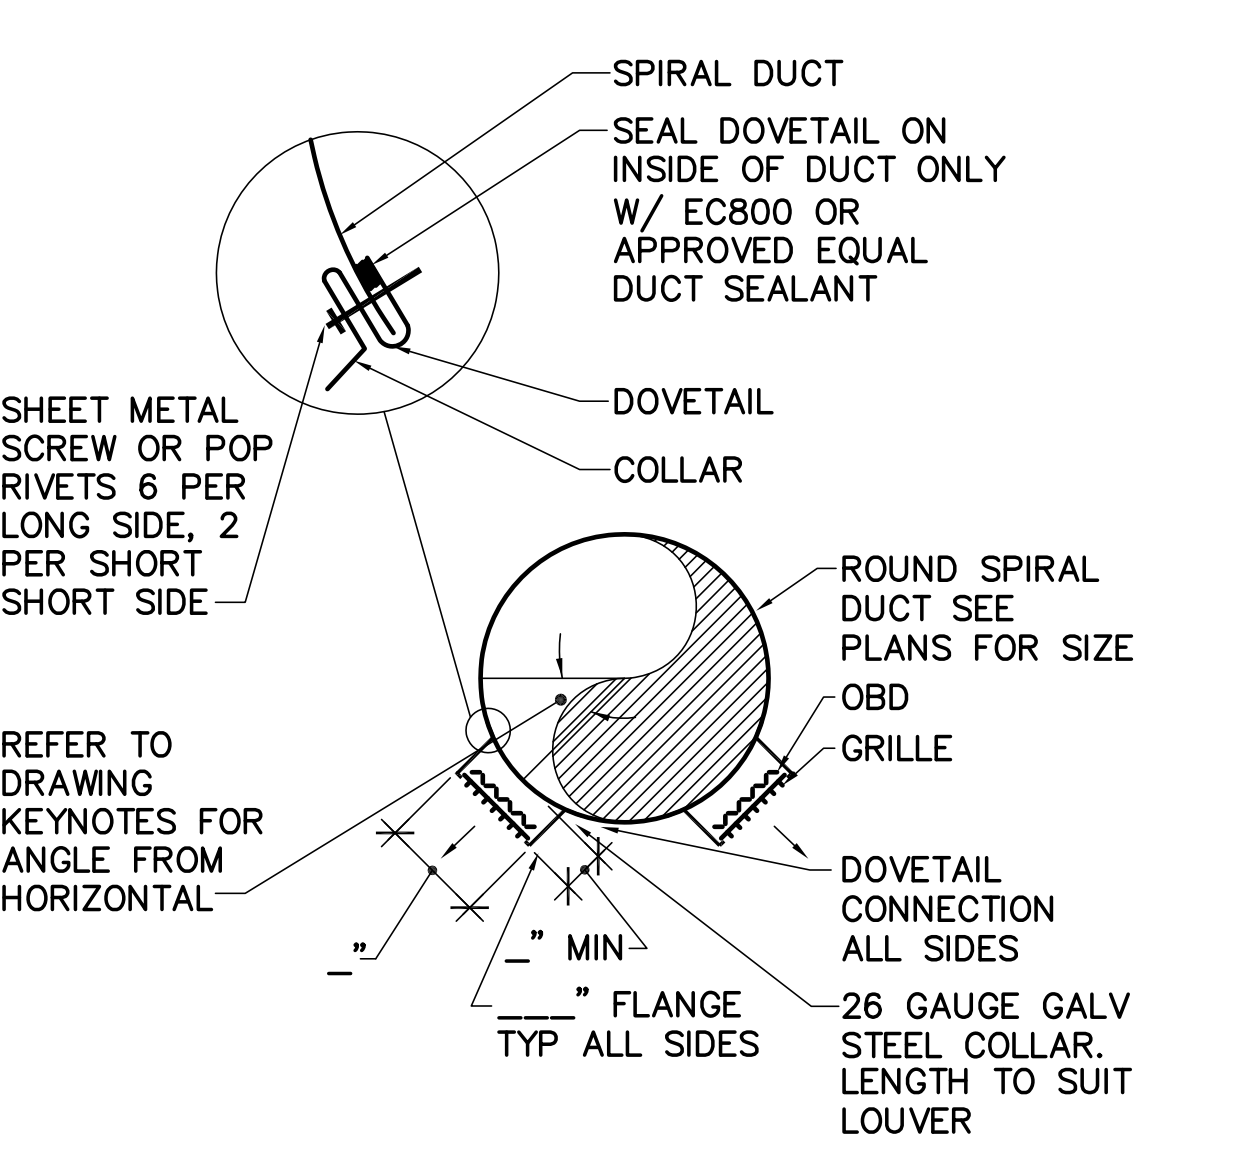 SPIRAL DUCT
SEAL DOVETAIL ON
INSIDE OF DUCT ONLY
W/ EC800 OR
APPROVED EQUAL
DUCT SEALANT
DOVETAIL
COLLAR
SHEET METAL
SCREW OR POP
RIVETS 6 PER
LONG SIDE, 2
PER SHORT
SHORT SIDE
ROUND SPIRAL
DUCT SEE
PLANS FOR SIZE
OBD
GRILLE
REFER TO
DRAWING
KEYNOTES FOR
ANGLE FROM
HORIZONTAL
_”
_” MIN
___” FLANGE
TYP ALL SIDES
DOVETAIL
CONNECTION
ALL SIDES
26 GAUGE GALV
STEEL COLLAR.
LENGTH TO SUIT
LOUVER